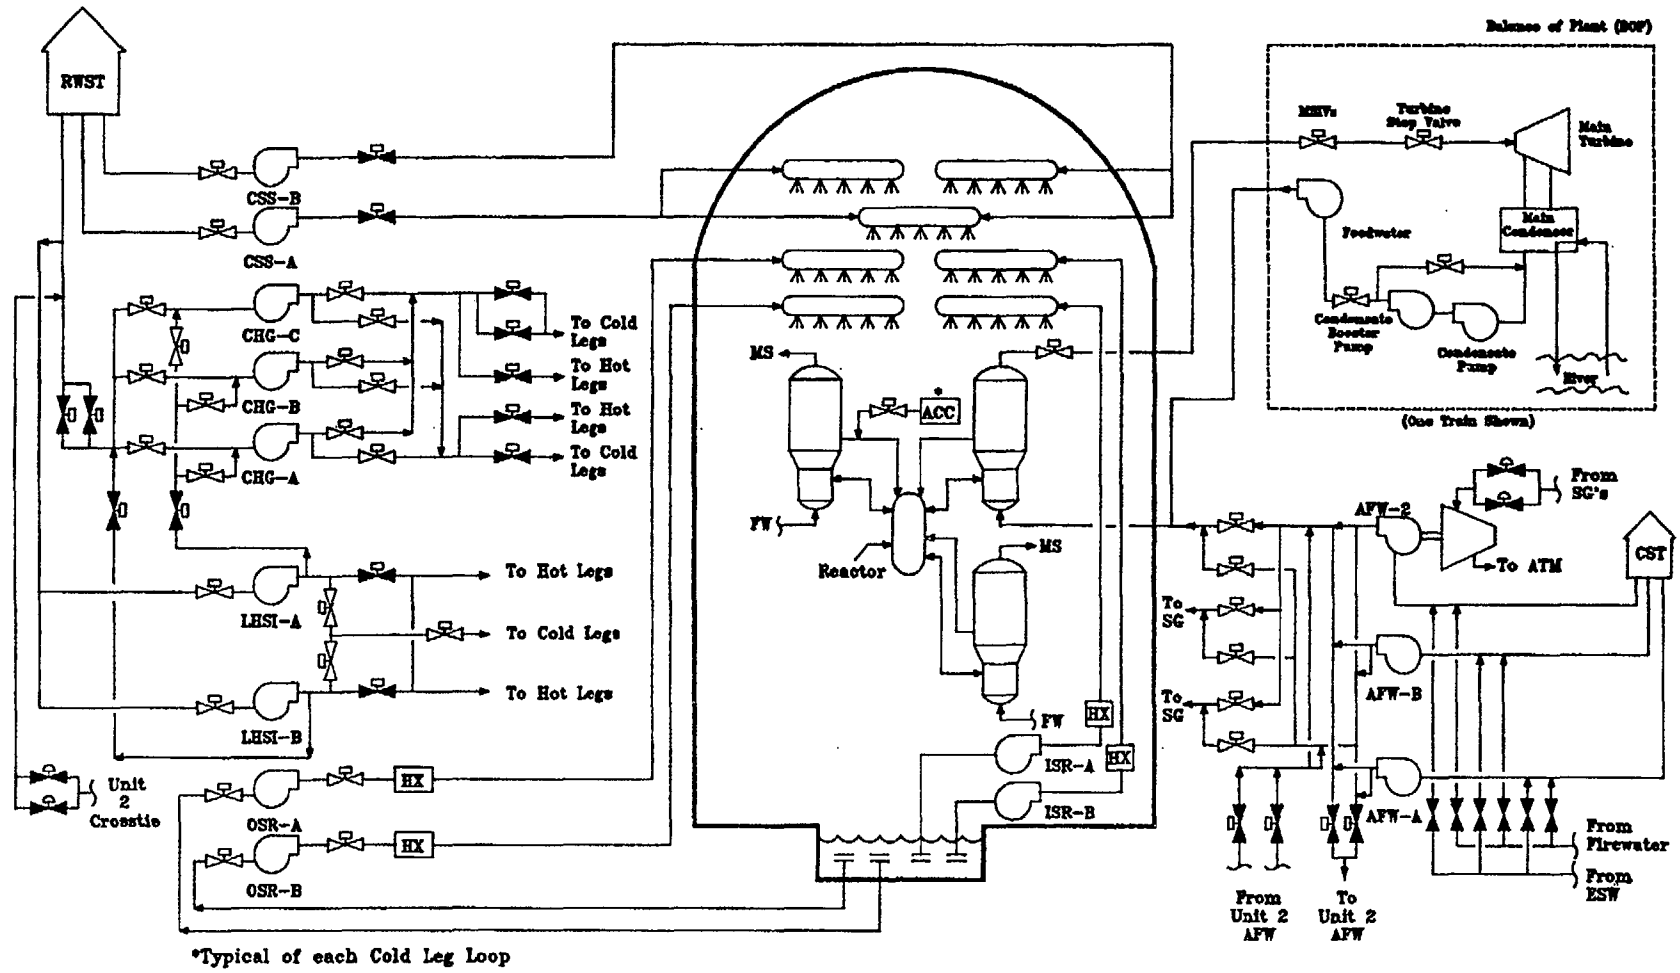 Balance of Plant (BOP)
RWST
MSIVs
Turbine
Stop Valve
Main
Turbine
CSS-B
CSS-A
Main
Condenser
Feedwater
CHG-C
To Cold
Legs
Condensate
Booster
Pump
Condensate
Pump
MS
To Hot
Legs
River
CHG-B
*
ACC
To Hot
Legs
(One Train Shown)
To Cold
Legs
CHG-A
From
SG's
AFW-2
FW
CST
MS
To ATM
Reactor
To Hot Legs
LHSI-A
To
SG
To Cold Legs
AFW-B
To Hot Legs
To
SG
HX
FW
LHSI-B
HX
ISR-A
Unit
2
Crosstie
HX
OSR-A
ISR-B
AFW-A
From
Firewater
HX
OSR-B
From
ESW
From
Unit 2
AFW
To
Unit 2
AFW
*Typical of each Cold Leg Loop